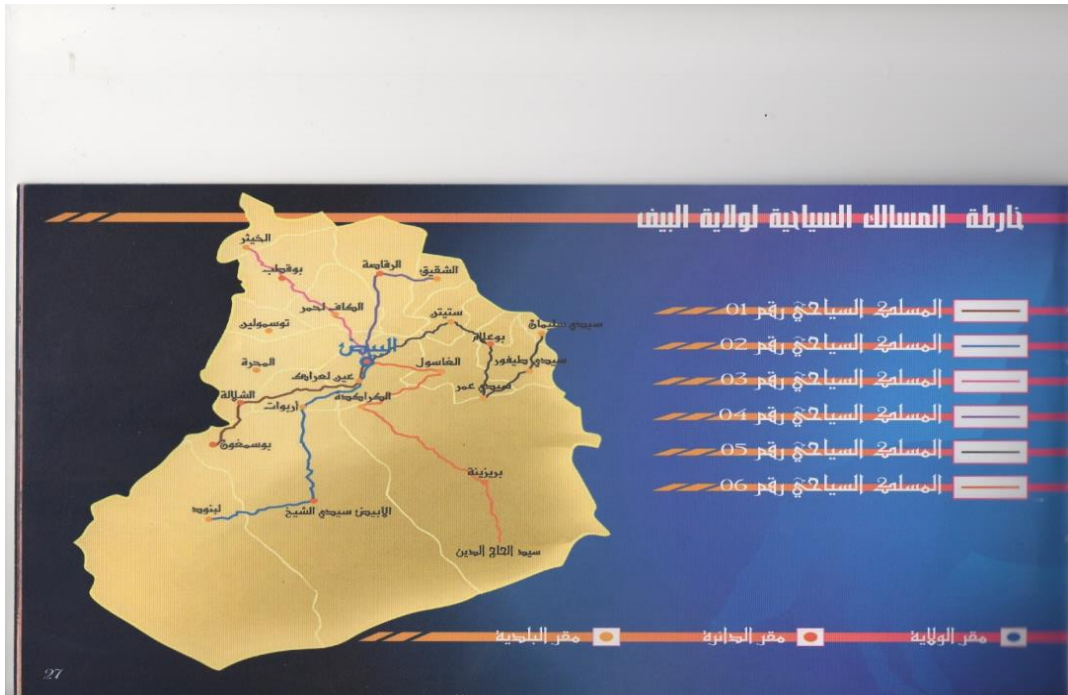 خارطة المسالك السياحية لولاية البيض
المسلك السياحي رقم 01
المسلك السياحي رقم 02
المسلك السياحي رقم 03
المسلك السياحي رقم 04
المسلك السياحي رقم 05
المسلك السياحي رقم 06
الخيثر
بوقطب
الرقاصة
الشقيق
الكاف لحمر
توسمولين
ستيتن
سيدي سليمان
بوعلام
البيض
المحرة
الغاسول
سيدي طيفور
عين لعراك
سيدي عمر
الشلالة
أربوات
الكراكدة
بوسمغون
بريزينة
لبنود
الابيض سيدي الشيخ
سيد الحاج الدين
مقر الولاية
مقر الدائرة
مقر البلدية
27